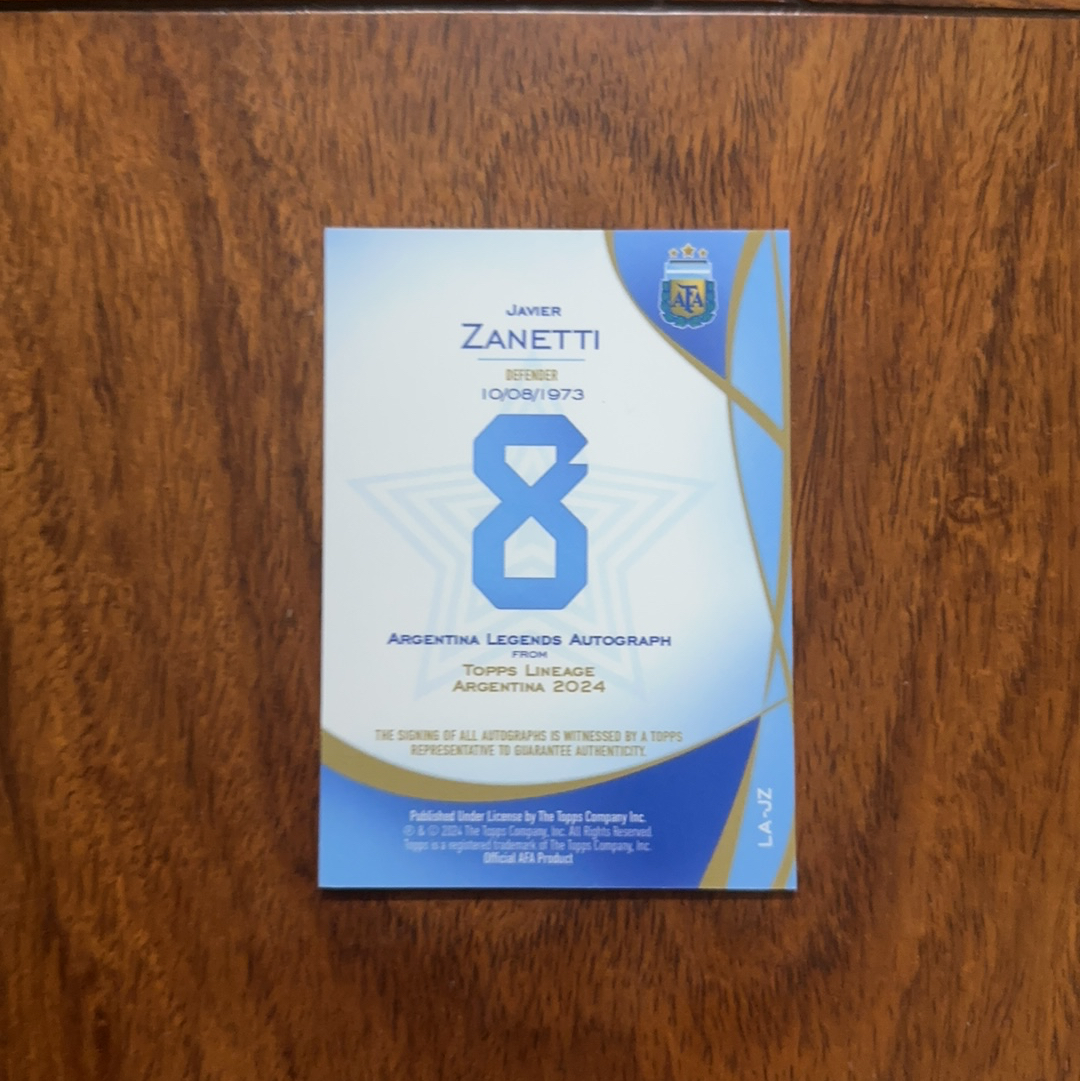 AFA
JAVIER
ZANETTI
DEFENDER
10/08/1973
8
ARGENTINA LEGENDS AUTOGRAPH
FROM
TOPPS LINEAGE
ARGENTINA 2024
THE SIGNING OF ALL AUTOGRAPHS IS WITNESSED BY A TOPPS
REPRESENTATIVE TO GUARANTEE AUTHENTICITY.
Published Under License by The Topps Company Inc.
® & © 2024 The Topps Company, Inc. All Rights Reserved.
Topps is a registered trademark of The Topps Company, Inc.
Official AFA Product
LA-JZ